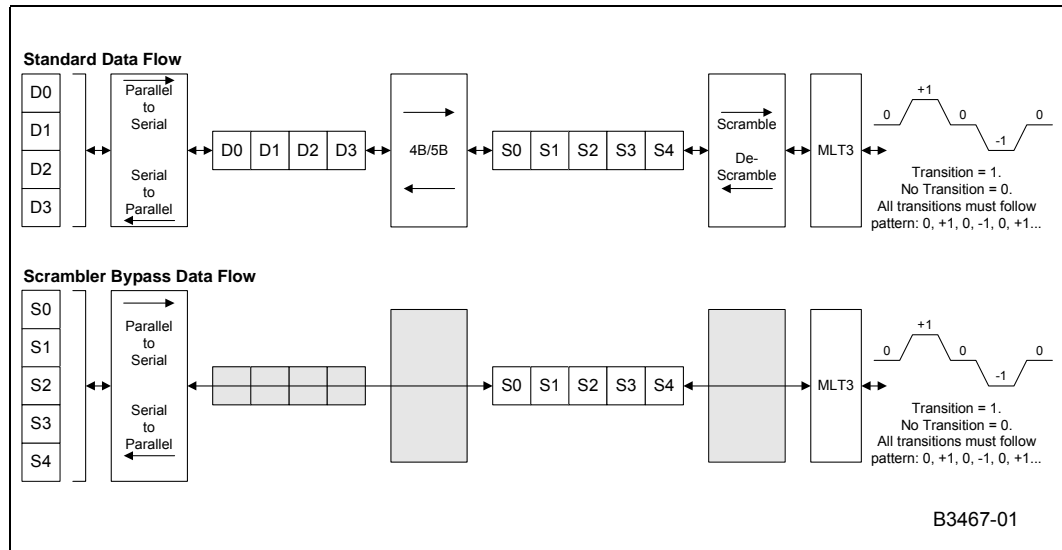 Standard Data Flow
D0
D1
D2
D3
Parallel
to
Serial
Serial
to
Parallel
D0 D1 D2 D3
4B/5B
S0 S1 S2 S3 S4
Scramble
De-
Scramble
MLT3
0 +1 0 -1 0
Transition = 1.
No Transition = 0.
All transitions must follow
pattern: 0, +1, 0, -1, 0, +1...
Scrambler Bypass Data Flow
S0
S1
S2
S3
S4
Parallel
to
Serial
Serial
to
Parallel
S0 S1 S2 S3 S4
MLT3
0 +1 0 -1 0
Transition = 1.
No Transition = 0.
All transitions must follow
pattern: 0, +1, 0, -1, 0, +1...
B3467-01